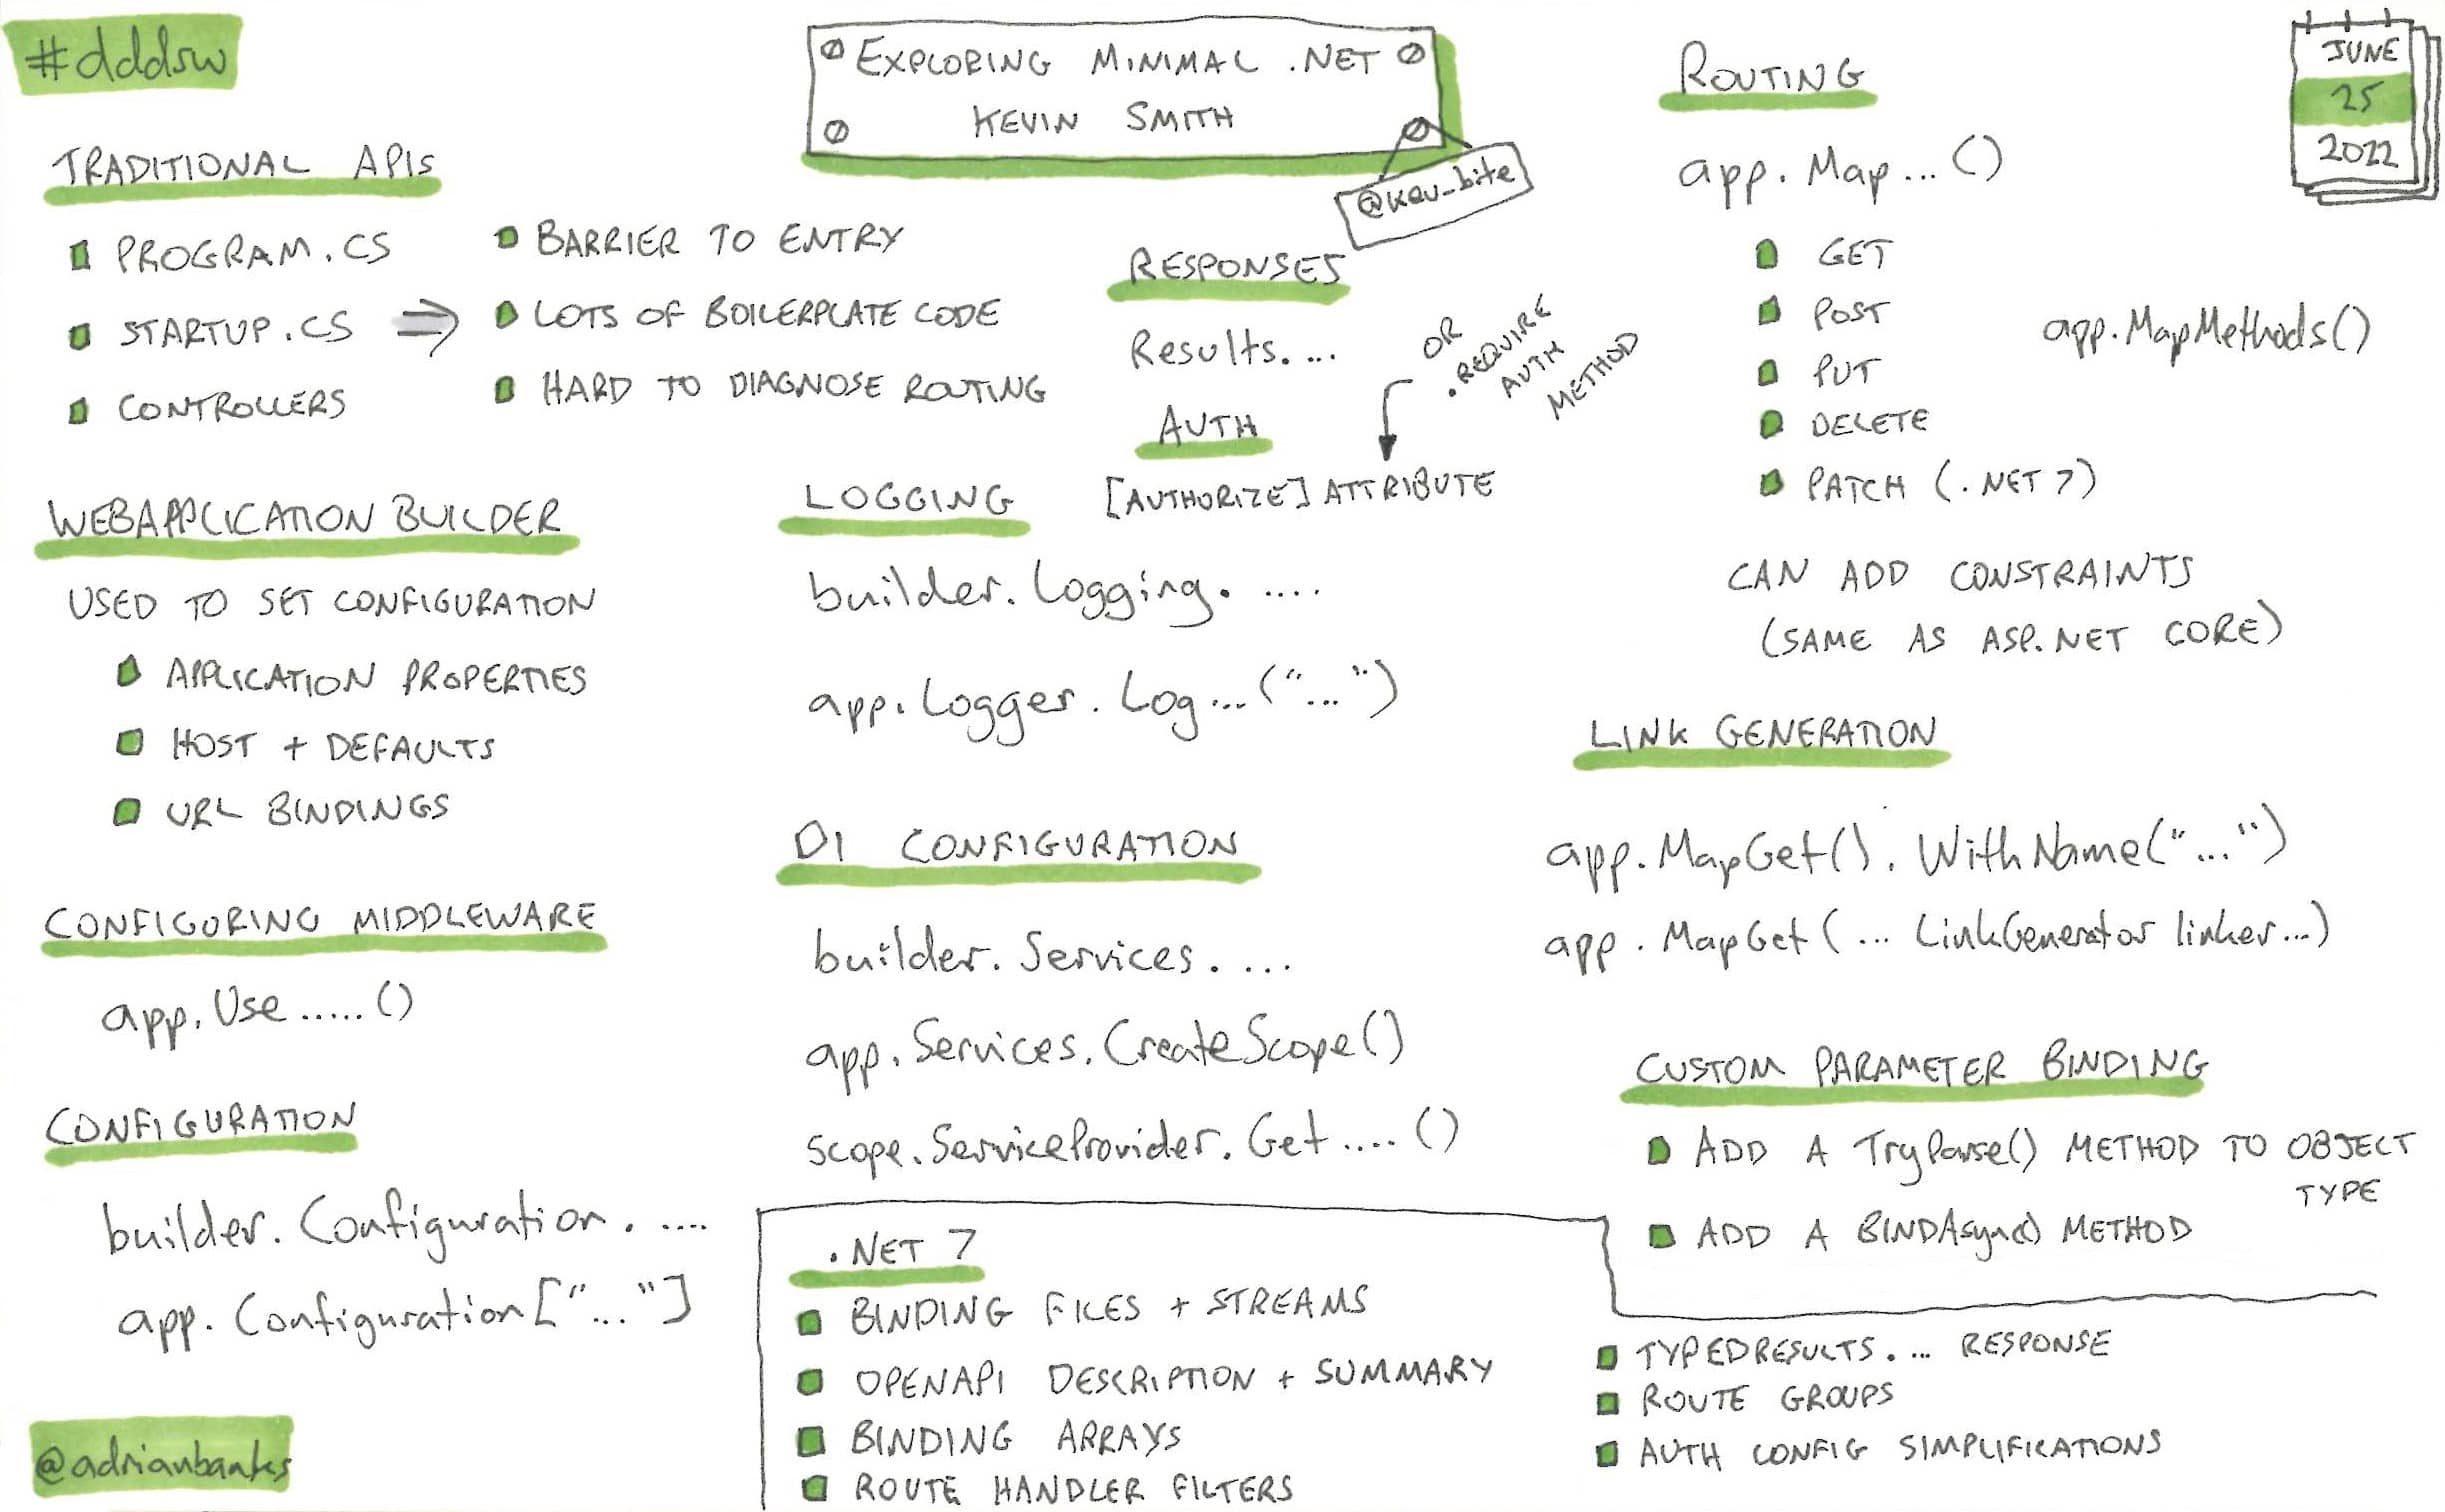 #dddsw
EXPLORING MINIMAL .NET
KEVIN SMITH
@kev_bite
JUNE
25
2022
TRADITIONAL APIs
PROGRAM.CS
STARTUP.CS
CONTROLLERS
BARRIER TO ENTRY
LOTS OF BOILERPLATE CODE
HARD TO DIAGNOSE ROUTING
WEBAPPLICATION BUILDER
USED TO SET CONFIGURATION
APPLICATION PROPERTIES
HOST + DEFAULTS
URL BINDINGS
CONFIGURING MIDDLEWARE
app.Use.....()
CONFIGURATION
builder.Configuration. ....
app.Configuration["..."]
@adrianbanks
RESPONSES
Results. ...
AUTH
[AUTHORIZE] ATTRIBUTE
OR
.REQUIRE
AUTH
METHOD
LOGGING
builder.Logging. ....
app.Logger.Log...("...")
DI CONFIGURATION
builder.Services. ...
app.Services.CreateScope()
scope.ServiceProvider.Get....()
ROUTING
app.Map...()
GET
POST
PUT
DELETE
PATCH (.NET 7)
app.MapMethods()
CAN ADD CONSTRAINTS
(SAME AS ASP.NET CORE)
LINK GENERATION
app.MapGet().WithName("...")
app.MapGet(... LinkGenerator linker...)
CUSTOM PARAMETER BINDING
ADD A TryParse() METHOD TO OBJECT
TYPE
ADD A BINDAsync() METHOD
.NET 7
BINDING FILES + STREAMS
OPENAPI DESCRIPTION + SUMMARY
BINDING ARRAYS
ROUTE HANDLER FILTERS
TYPEDRESULTS. ... RESPONSE
ROUTE GROUPS
AUTH CONFIG SIMPLIFICATIONS